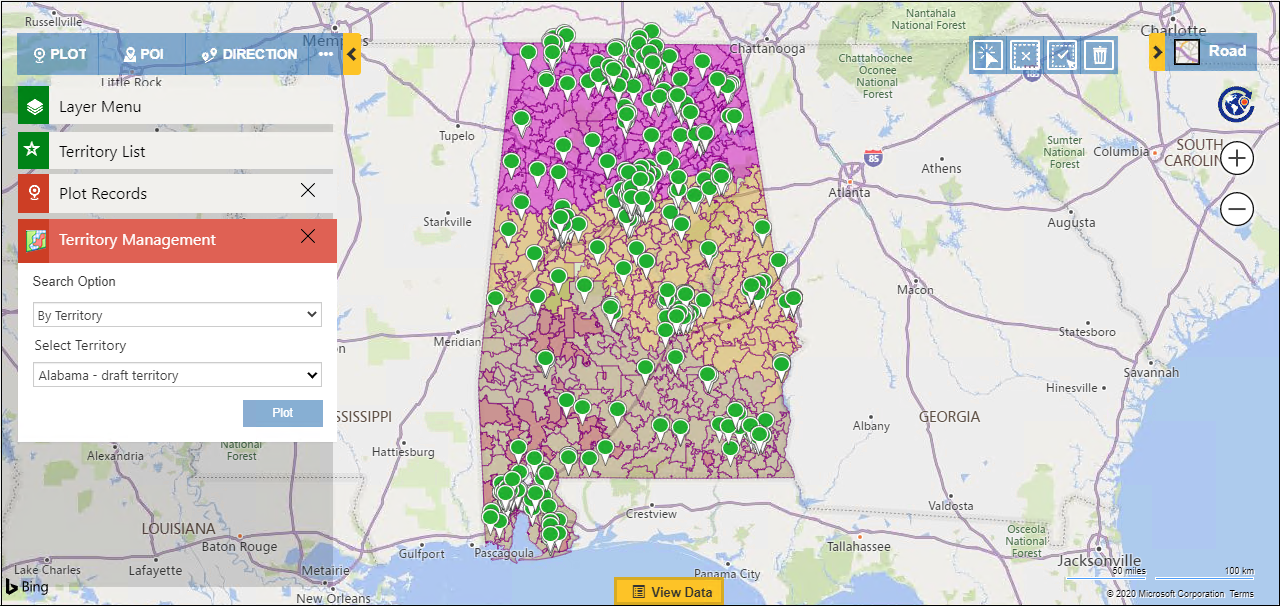 PLOT
POI
DIRECTION
•••
Layer Menu
Territory List
Plot Records
Territory Management
Search Option
By Territory
Select Territory
Alabama - draft territory
Plot
Road
Russellville
Little Rock
Tupelo
Starkville
Meridian
Hattiesburg
Alexandria
National
Forest
LOUISIANA
Baton Rouge
Lake Charles
Lafayette
Metairie
New Orleans
Gulfport
Pascagoula
Crestview
Panama City
Tallahassee
Chattanooga
Nantahala
National Forest
Charlotte
Chattahoochee
Oconee
National
Forest
Sumter
National
Forest
Columbia
SOUTH
85
Athens
Atlanta
Augusta
Macon
Statesboro
Savannah
Hinesville
GEORGIA
Albany
Valdosta
Osceola
National
Forest
Jacksonville
50 miles
100 km
© 2020 Microsoft Corporation Terms
Bing
View Data